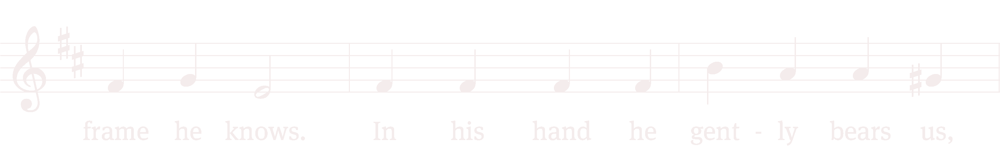 frame he knows. In his hand he gent - ly bears us,